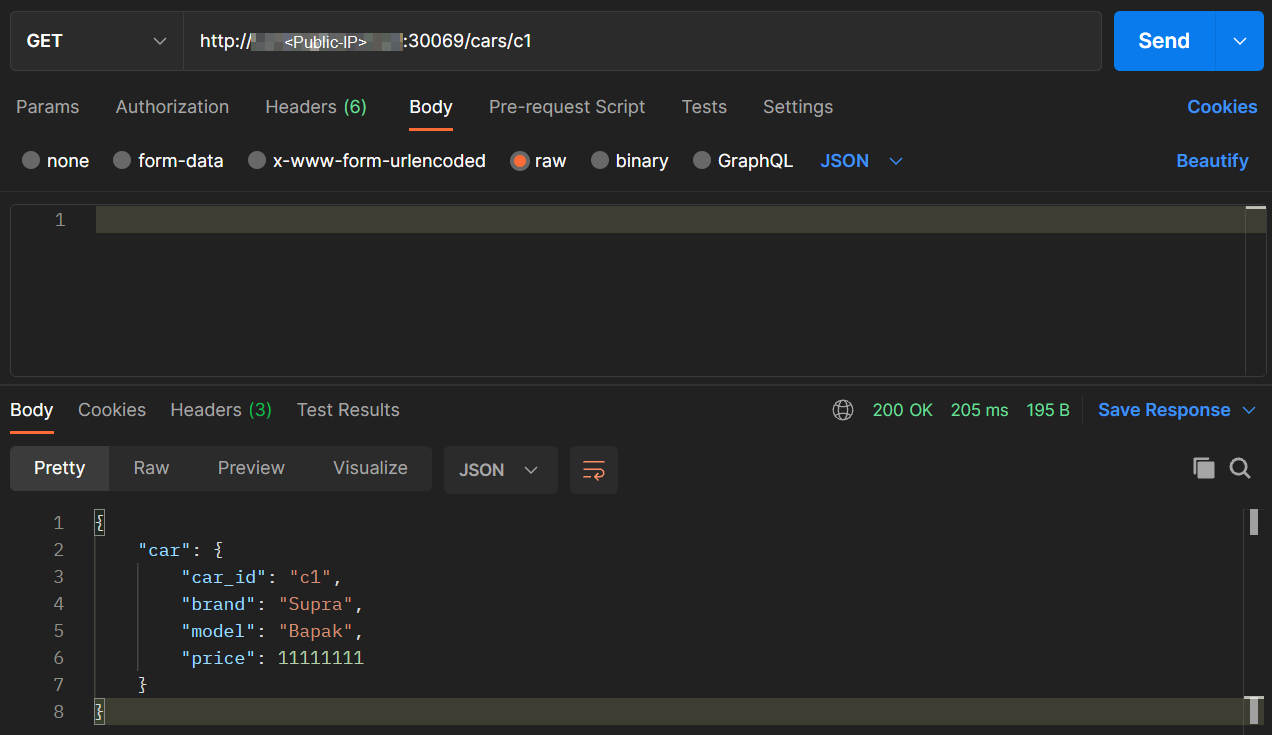 GET http://<Public-IP>:30069/cars/c1 Send
Params Authorization Headers (6) Body Pre-request Script Tests Settings Cookies
none form-data x-www-form-urlencoded raw binary GraphQL JSON Beautify
1
Body Cookies Headers (3) Test Results 200 OK 205 ms 195 B Save Response
Pretty Raw Preview Visualize JSON
1 {
2 "car": {
3 "car_id": "c1",
4 "brand": "Supra",
5 "model": "Bapak",
6 "price": 11111111
7 }
8 }